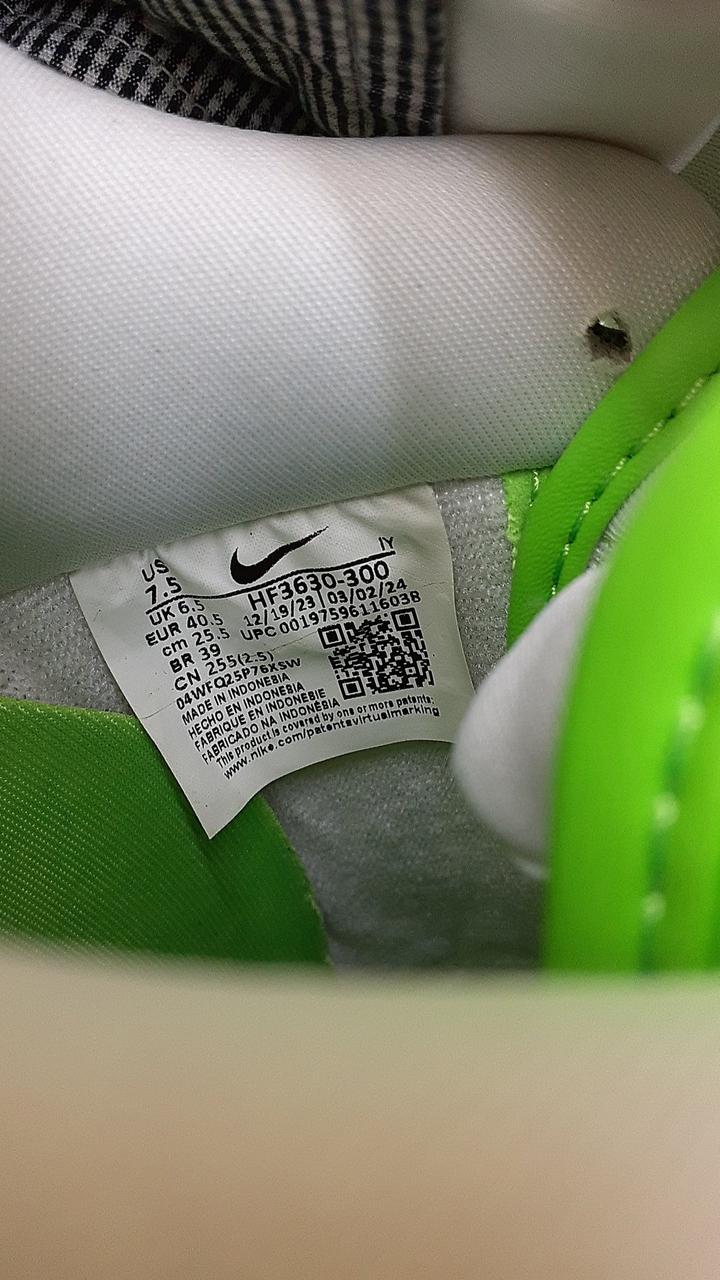 US
7.5
IY
HF3630-300
UK 6.5
12/19/23 | 03/02/24
EUR 40.5
UPC 00197596116038
cm 25.5
BR 39
CN 255(2.5)
04WFQ25P76XSW
MADE IN INDONESIA
HECHO EN INDONESIA
FABRIQUE EN INDONEBIE
FABRICADO NA INDONÉSIA
This product is covered by one or more patents:
www.nike.com/patentsvirtualmarking